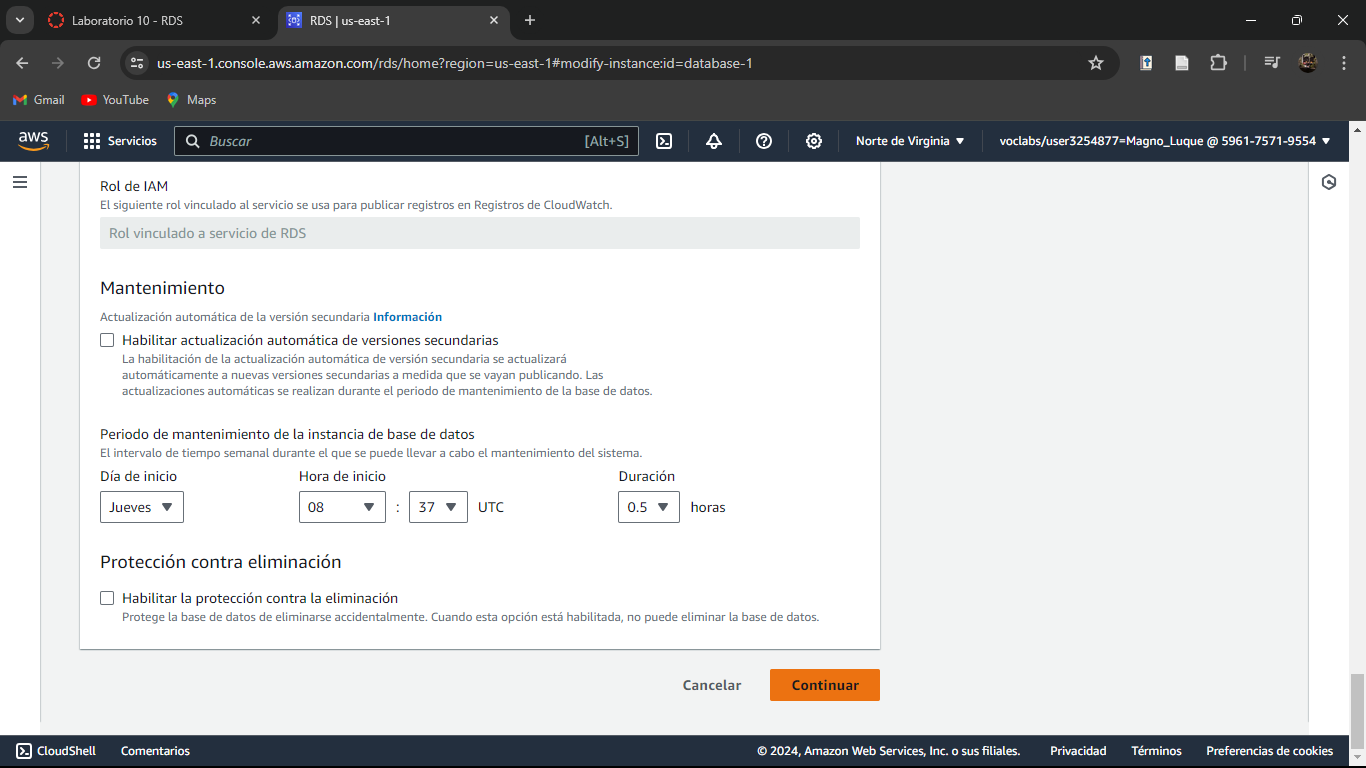 Laboratorio 10 - RDS
RDS | us-east-1
us-east-1.console.aws.amazon.com/rds/home?region=us-east-1#modify-instance:id=database-1
Gmail
YouTube
Maps
aws
Servicios
Buscar
[Alt+S]
Norte de Virginia
voclabs/user3254877=Magno_Luque @ 5961-7571-9554
Rol de IAM
El siguiente rol vinculado al servicio se usa para publicar registros en Registros de CloudWatch.
Rol vinculado a servicio de RDS
Mantenimiento
Actualización automática de la versión secundaria Información
Habilitar actualización automática de versiones secundarias
La habilitación de la actualización automática de versión secundaria se actualizará
automáticamente a nuevas versiones secundarias a medida que se vayan publicando. Las
actualizaciones automáticas se realizan durante el periodo de mantenimiento de la base de datos.
Periodo de mantenimiento de la instancia de base de datos
El intervalo de tiempo semanal durante el que se puede llevar a cabo el mantenimiento del sistema.
Día de inicio
Hora de inicio
Duración
Jueves
08 : 37 UTC
0.5 horas
Protección contra eliminación
Habilitar la protección contra la eliminación
Protege la base de datos de eliminarse accidentalmente. Cuando esta opción está habilitada, no puede eliminar la base de datos.
Cancelar
Continuar
CloudShell
Comentarios
© 2024, Amazon Web Services, Inc. o sus filiales.
Privacidad
Términos
Preferencias de cookies